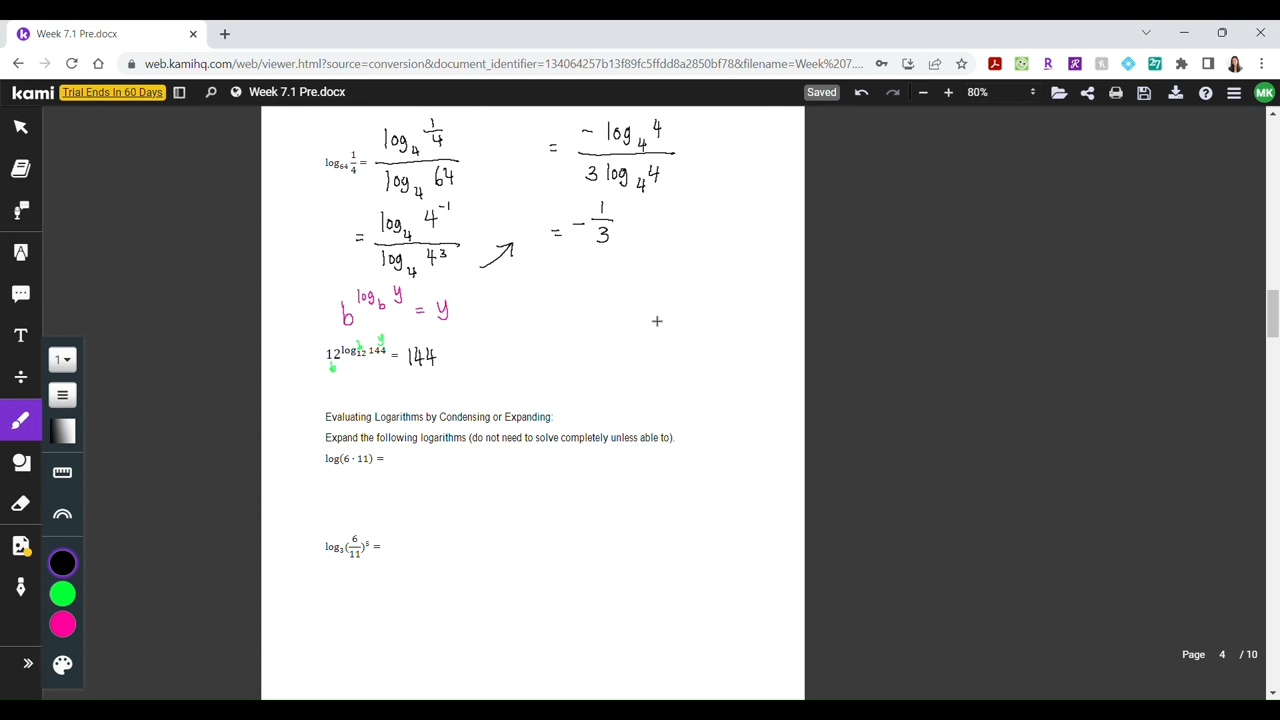 Week 7.1 Pre.docx
web.kamihq.com/web/viewer.html?source=conversion&document_identifier=134064257b13f89fc5ffdd8a2850bf78&filename=Week%207....
kami Trial Ends In 60 Days Week 7.1 Pre.docx Saved 80% MK
log₆₄ 1/4 = log₄ 1/4 / log₄ 64 = - log₄ 4 / 3 log₄ 4
= log₄ 4⁻¹ / log₄ 4³ = - 1/3
b^(log_b y) = y
12^(log₁₂ 144) = 144
b b y
Evaluating Logarithms by Condensing or Expanding:
Expand the following logarithms (do not need to solve completely unless able to).
log(6 · 11) =
log₃(6/11)⁵ =
T
1
Page 4 / 10